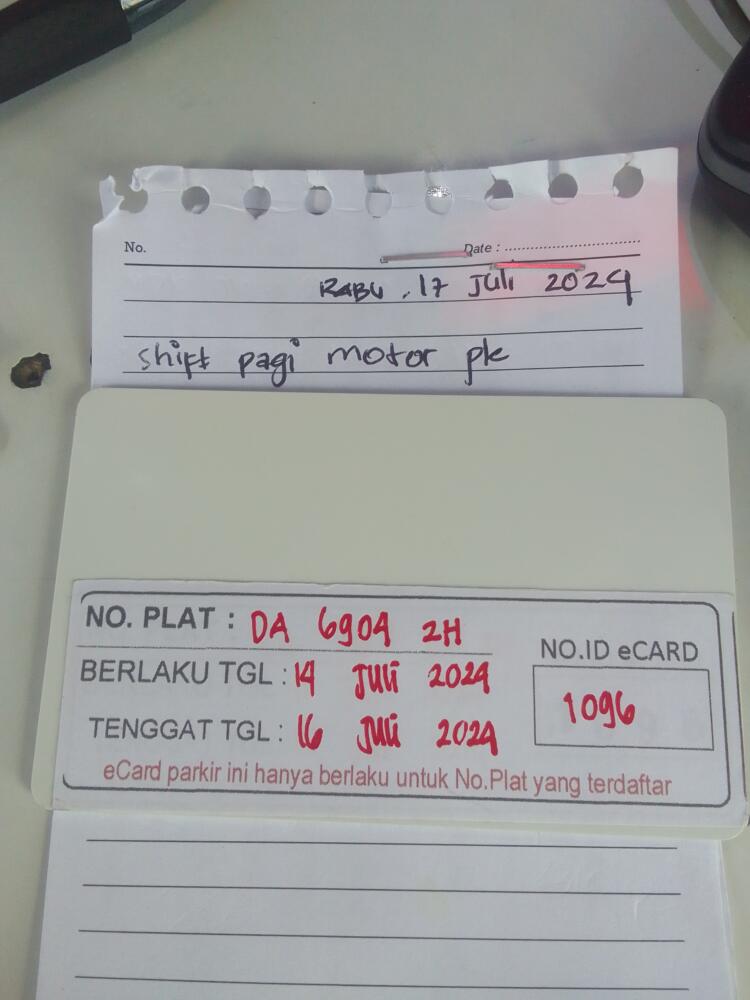 No. Date : ..............................
RABU, 17 Juli 2024
shift pagi motor pk
NO. PLAT : DA 6904 ZH
BERLAKU TGL : 14 JULI 2024
TENGGAT TGL : 16 JULI 2024
NO.ID eCARD
1096
eCard parkir ini hanya berlaku untuk No.Plat yang terdaftar